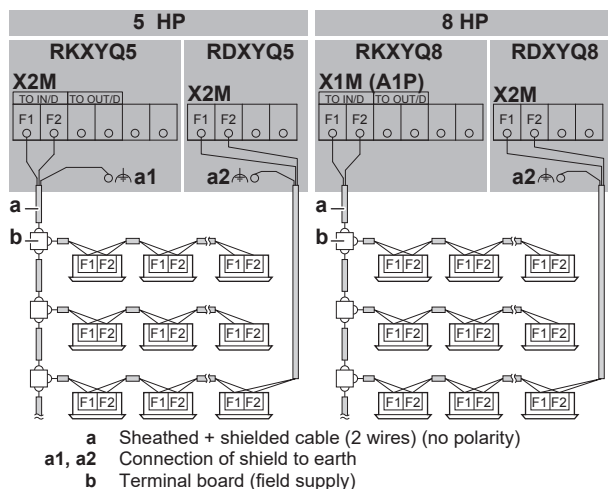 5 HP 8 HP
RKXYQ5 RDXYQ5 RKXYQ8 RDXYQ8
X2M X2M X1M (A1P) X2M
TO IN/D TO OUT/D TO IN/D TO OUT/D
F1 F2 F1 F2 F1 F2 F1 F2
a1 a2 a2
a a
b b
F1 F2 F1 F2 F1 F2 F1 F2 F1 F2 F1 F2
F1 F2 F1 F2 F1 F2 F1 F2 F1 F2 F1 F2
F1 F2 F1 F2 F1 F2 F1 F2 F1 F2 F1 F2
a Sheathed + shielded cable (2 wires) (no polarity)
a1, a2 Connection of shield to earth
b Terminal board (field supply)